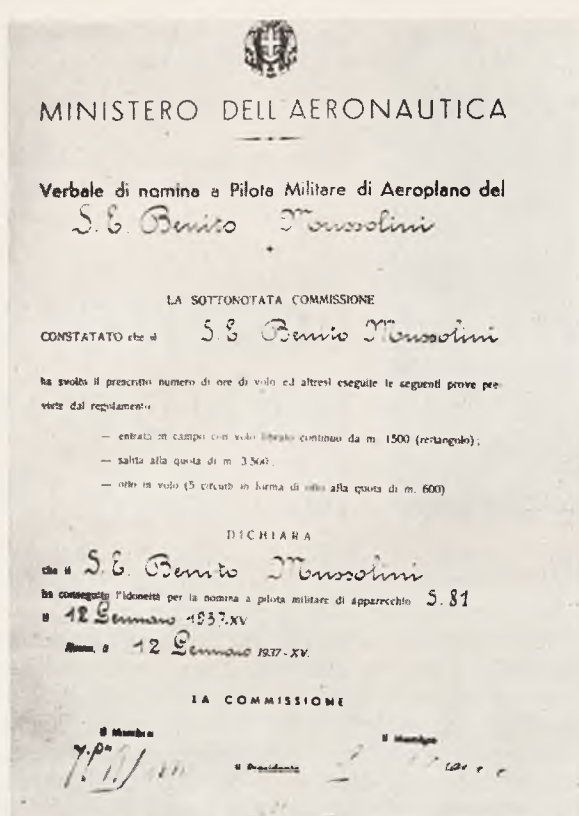 MINISTERO DELL'AERONAUTICA
Verbale di nomina a Pilota Militare di Aeroplano del
S. E. Benito Moussolini
LA SOTTONOTATA COMMISSIONE
CONSTATATO che il S. E. Benito Moussolini
ha svolto il prescritto numero di ore di volo ed altresì eseguite le seguenti prove pre-
viste dal regolamento
— entrata in campo con volo librato continuo da m. 1500 (rettangolo) ;
— salita alla quota di m. 3.500;
— otto in volo (5 circuiti in forma di otto alla quota di m. 600)
DICHIARA
che il S. E. Benito Moussolini
ha conseguito l'idoneità per la nomina a pilota militare di apparecchio S. 81
il 12 Gennaio 1937-XV
Roma, il 12 Gennaio 1937-XV.
LA COMMISSIONE
Il Membro
Il Membro
Il Presidente